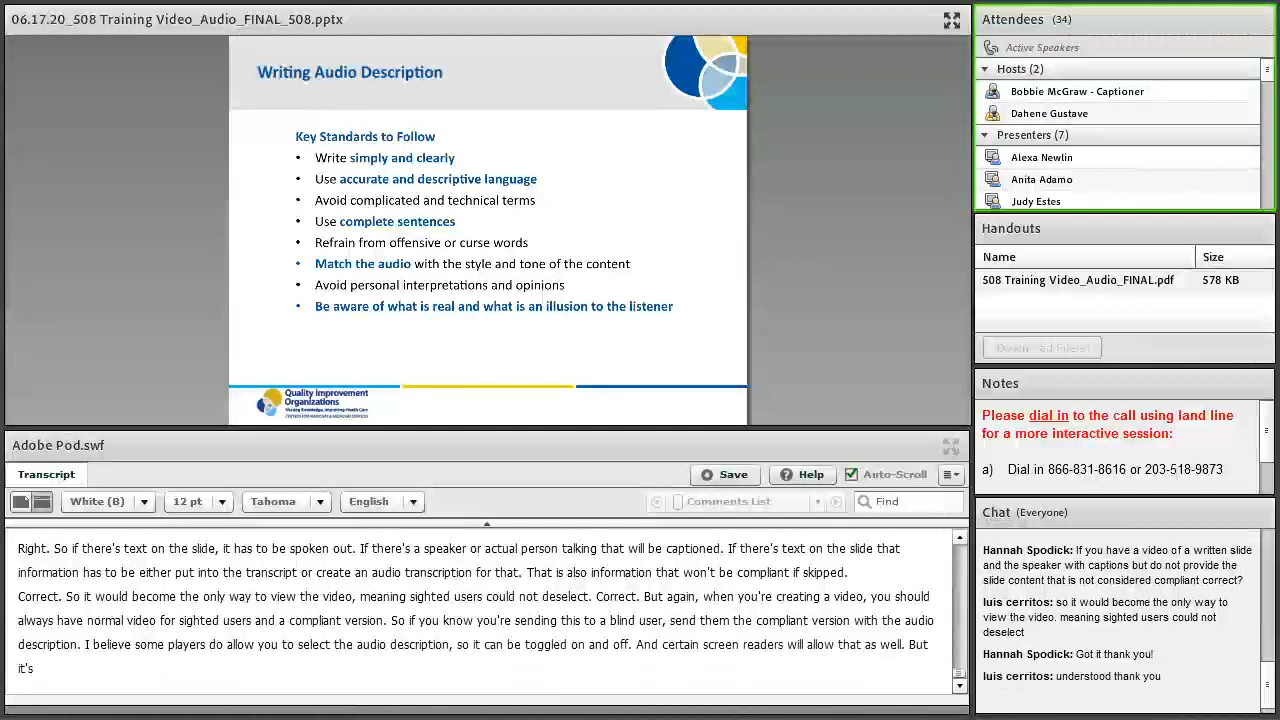 06.17.20_508 Training Video_Audio_FINAL_508.pptx
Writing Audio Description
Key Standards to Follow
• Write simply and clearly
• Use accurate and descriptive language
• Avoid complicated and technical terms
• Use complete sentences
• Refrain from offensive or curse words
• Match the audio with the style and tone of the content
• Avoid personal interpretations and opinions
• Be aware of what is real and what is an illusion to the listener
Quality Improvement
Organizations
Sharing Knowledge. Improving Health Care.
CENTERS FOR MEDICARE & MEDICAID SERVICES
Adobe Pod.swf
Transcript
Save
Help
Auto-Scroll
White (B)
12 pt
Tahoma
English
Comments List
Find
Right. So if there's text on the slide, it has to be spoken out. If there's a speaker or actual person talking that will be captioned. If there's text on the slide that
information has to be either put into the transcript or create an audio transcription for that. That is also information that won't be compliant if skipped.
Correct. So it would become the only way to view the video, meaning sighted users could not deselect. Correct. But again, when you're creating a video, you should
always have normal video for sighted users and a compliant version. So if you know you're sending this to a blind user, send them the compliant version with the audio
description. I believe some players do allow you to select the audio description, so it can be toggled on and off. And certain screen readers will allow that as well. But
it's
Attendees (34)
Active Speakers
Hosts (2)
Bobbie McGraw - Captioner
Dahene Gustave
Presenters (7)
Alexa Newlin
Anita Adamo
Judy Estes
Handouts
Name Size
508 Training Video_Audio_FINAL.pdf 578 KB
Download File(s)
Notes
Please dial in to the call using land line
for a more interactive session:
a) Dial in 866-831-8616 or 203-518-9873
Chat (Everyone)
Hannah Spodick: If you have a video of a written slide
and the speaker with captions but do not provide the
slide content that is not considered compliant correct?
luis cerritos: so it would become the only way to
view the video. meaning sighted users could not
deselect
Hannah Spodick: Got it thank you!
luis cerritos: understood thank you